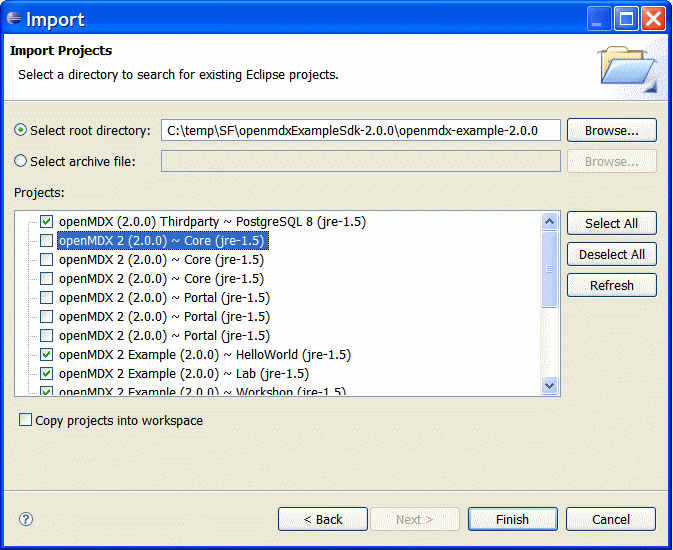 Import
Import Projects
Select a directory to search for existing Eclipse projects.
Select root directory: C:\temp\SF\openmdxExampleSdk-2.0.0\openmdx-example-2.0.0 Browse...
Select archive file: Browse...
Projects:
openMDX (2.0.0) Thirdparty ~ PostgreSQL 8 (jre-1.5) Select All
openMDX 2 (2.0.0) ~ Core (jre-1.5)
openMDX 2 (2.0.0) ~ Core (jre-1.5) Deselect All
openMDX 2 (2.0.0) ~ Core (jre-1.5) Refresh
openMDX 2 (2.0.0) ~ Portal (jre-1.5)
openMDX 2 (2.0.0) ~ Portal (jre-1.5)
openMDX 2 (2.0.0) ~ Portal (jre-1.5)
openMDX 2 Example (2.0.0) ~ HelloWorld (jre-1.5)
openMDX 2 Example (2.0.0) ~ Lab (jre-1.5)
openMDX 2 Example (2.0.0) ~ Workshop (jre-1.5)
Copy projects into workspace
? < Back Next > Finish Cancel